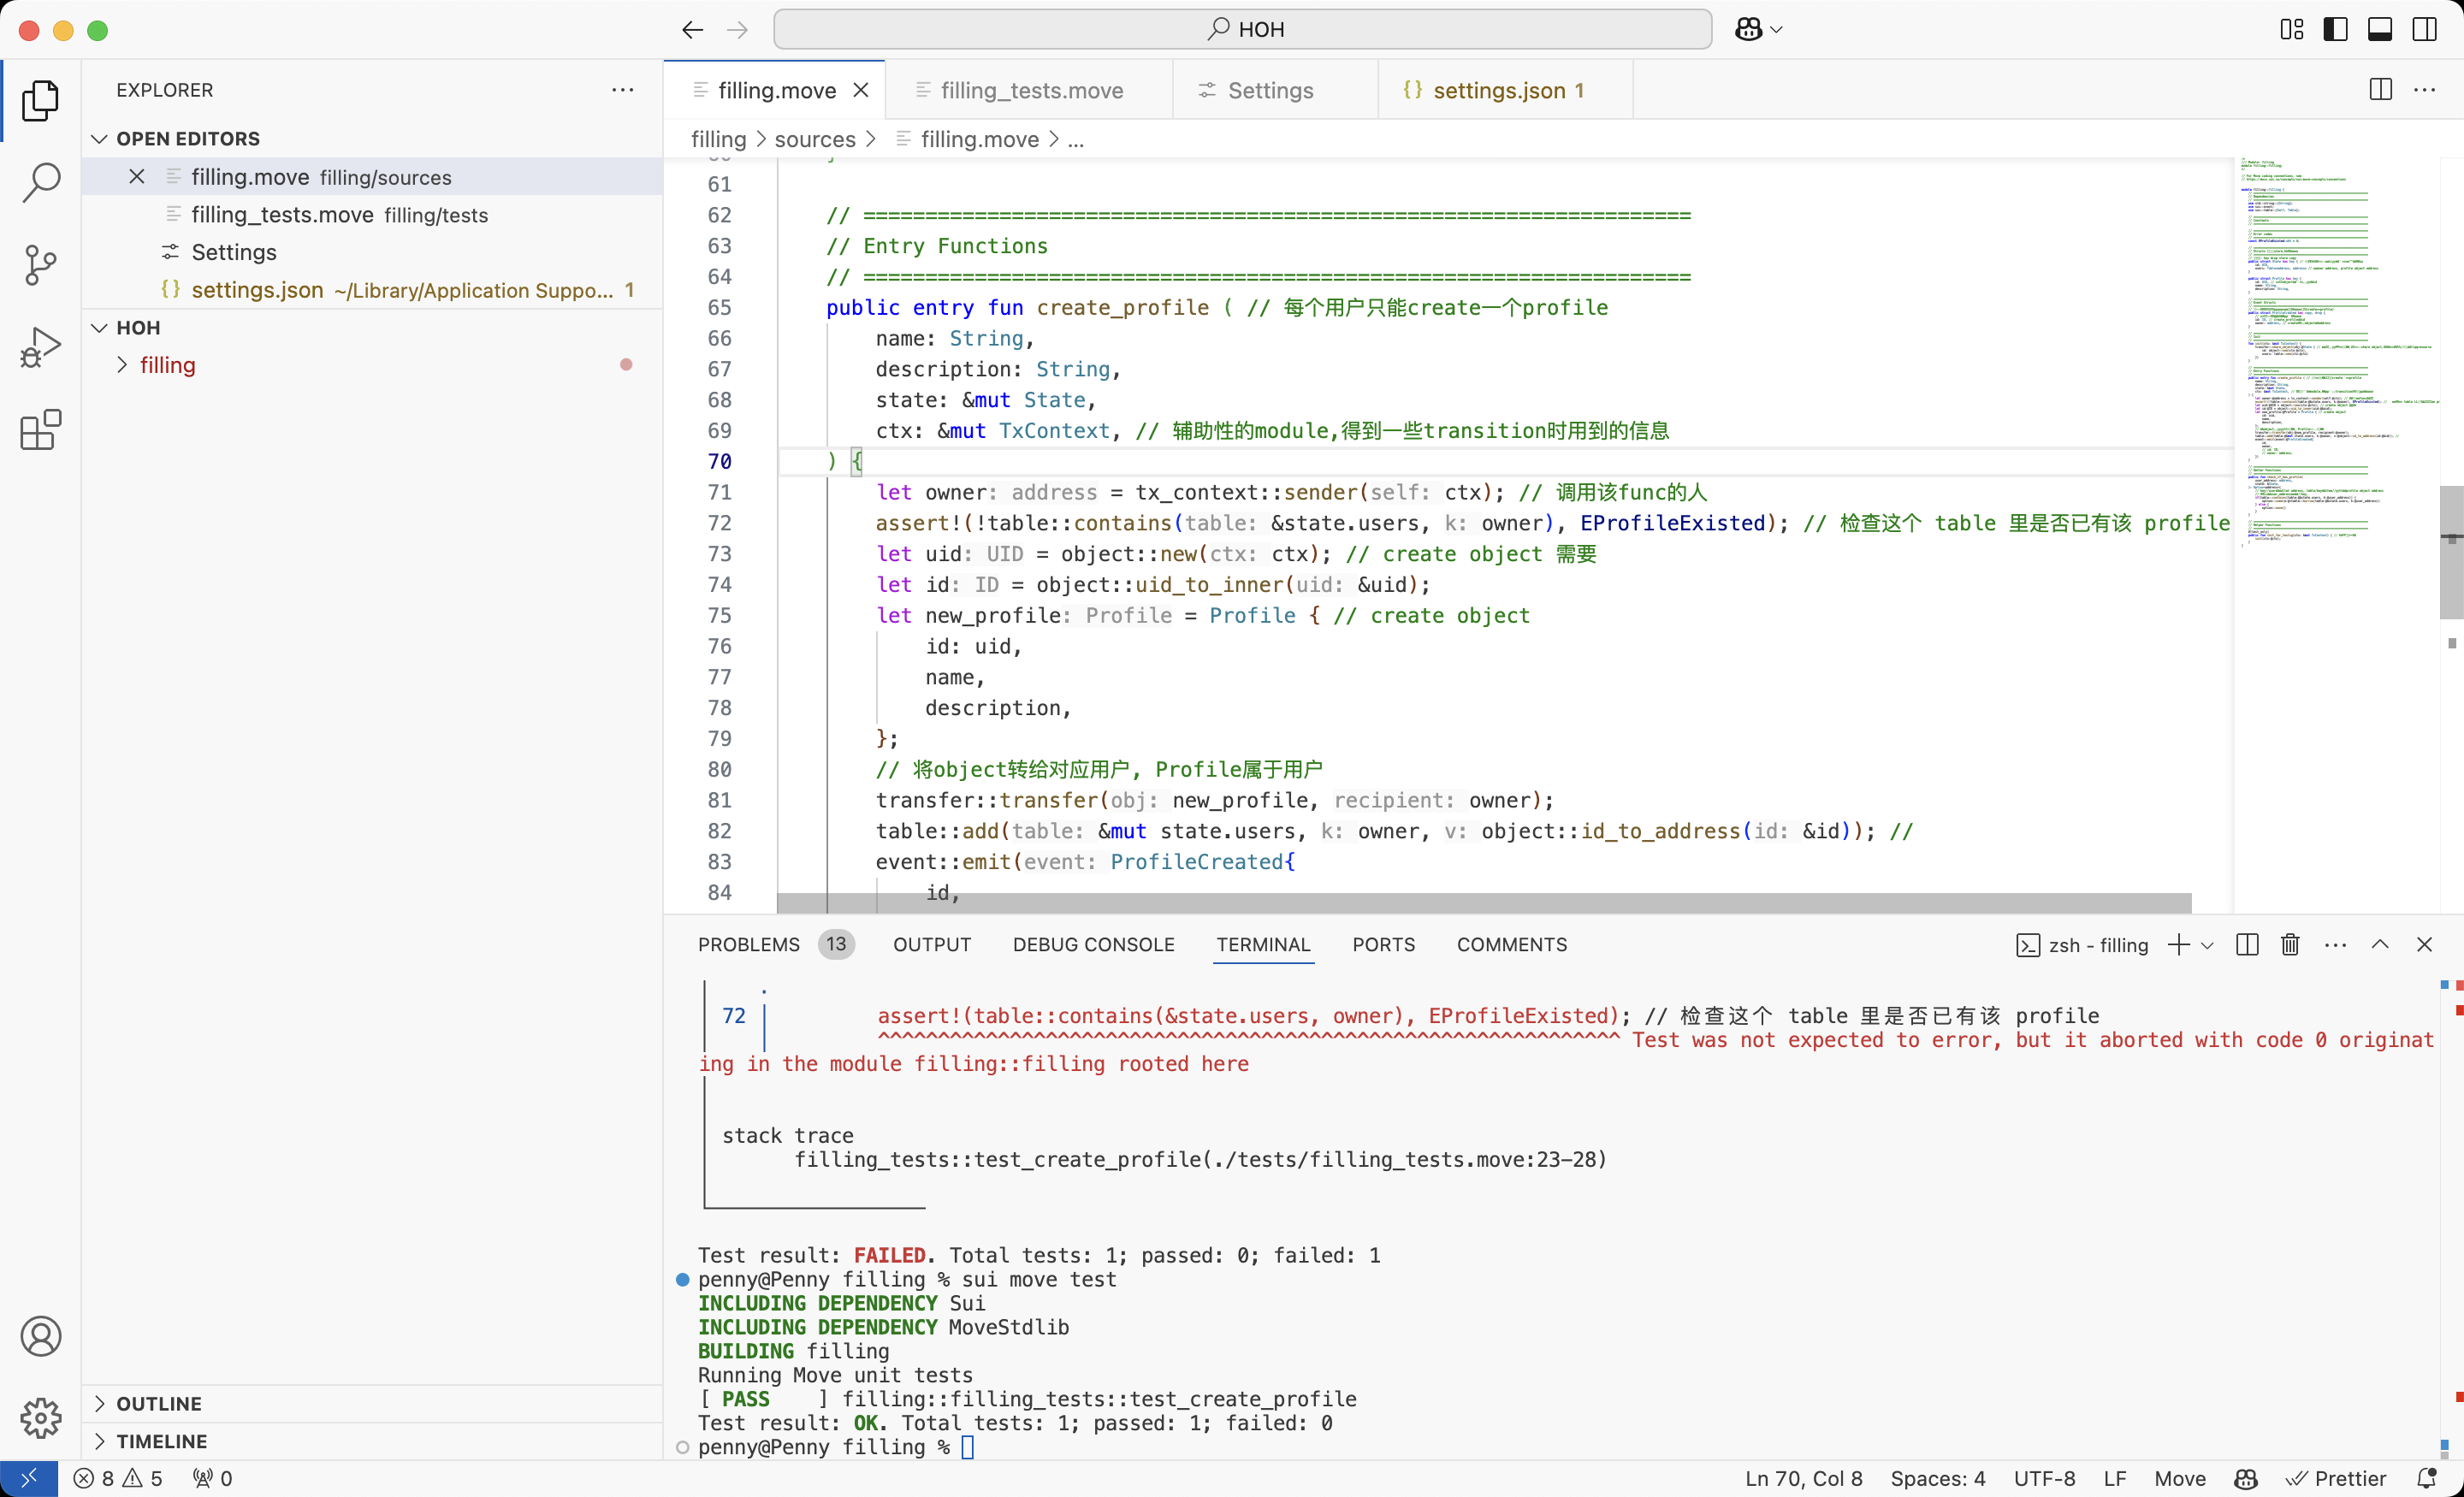 HOH
EXPLORER
OPEN EDITORS
filling.move filling/sources
filling_tests.move filling/tests
Settings
{} settings.json ~/Library/Application Suppo... 1
HOH
filling
OUTLINE
TIMELINE
filling.move
filling_tests.move
Settings
{} settings.json 1
filling > sources > filling.move > ...
61
62 // ===================================================================
63 // Entry Functions
64 // ===================================================================
65 public entry fun create_profile ( // 每个用户只能create一个profile
66 name: String,
67 description: String,
68 state: &mut State,
69 ctx: &mut TxContext, // 辅助性的module,得到一些transition时用到的信息
70 ) {
71 let owner: address = tx_context::sender(self: ctx); // 调用该func的人
72 assert!(!table::contains(table: &state.users, k: owner), EProfileExisted); // 检查这个 table 里是否已有该 profile
73 let uid: UID = object::new(ctx: ctx); // create object 需要
74 let id: ID = object::uid_to_inner(uid: &uid);
75 let new_profile: Profile = Profile { // create object
76 id: uid,
77 name,
78 description,
79 };
80 // 将object转给对应用户, Profile属于用户
81 transfer::transfer(obj: new_profile, recipient: owner);
82 table::add(table: &mut state.users, k: owner, v: object::id_to_address(id: &id)); //
83 event::emit(event: ProfileCreated{
84 id,
PROBLEMS 13 OUTPUT DEBUG CONSOLE TERMINAL PORTS COMMENTS
zsh - filling
72 assert!(table::contains(&state.users, owner), EProfileExisted); // 检查这个 table 里是否已有该 profile
^^^^^^^^^^^^^^^^^^^^^^^^^^^^^^^^^^^^^^^^^^^^^^^^^^^^^^^^^^^^^^ Test was not expected to error, but it aborted with code 0 originat
ing in the module filling::filling rooted here
stack trace
filling_tests::test_create_profile(./tests/filling_tests.move:23-28)
Test result: FAILED. Total tests: 1; passed: 0; failed: 1
penny@Penny filling % sui move test
INCLUDING DEPENDENCY Sui
INCLUDING DEPENDENCY MoveStdlib
BUILDING filling
Running Move unit tests
[ PASS    ] filling::filling_tests::test_create_profile
Test result: OK. Total tests: 1; passed: 1; failed: 0
penny@Penny filling %
8 5 0
Ln 70, Col 8 Spaces: 4 UTF-8 LF Move Prettier